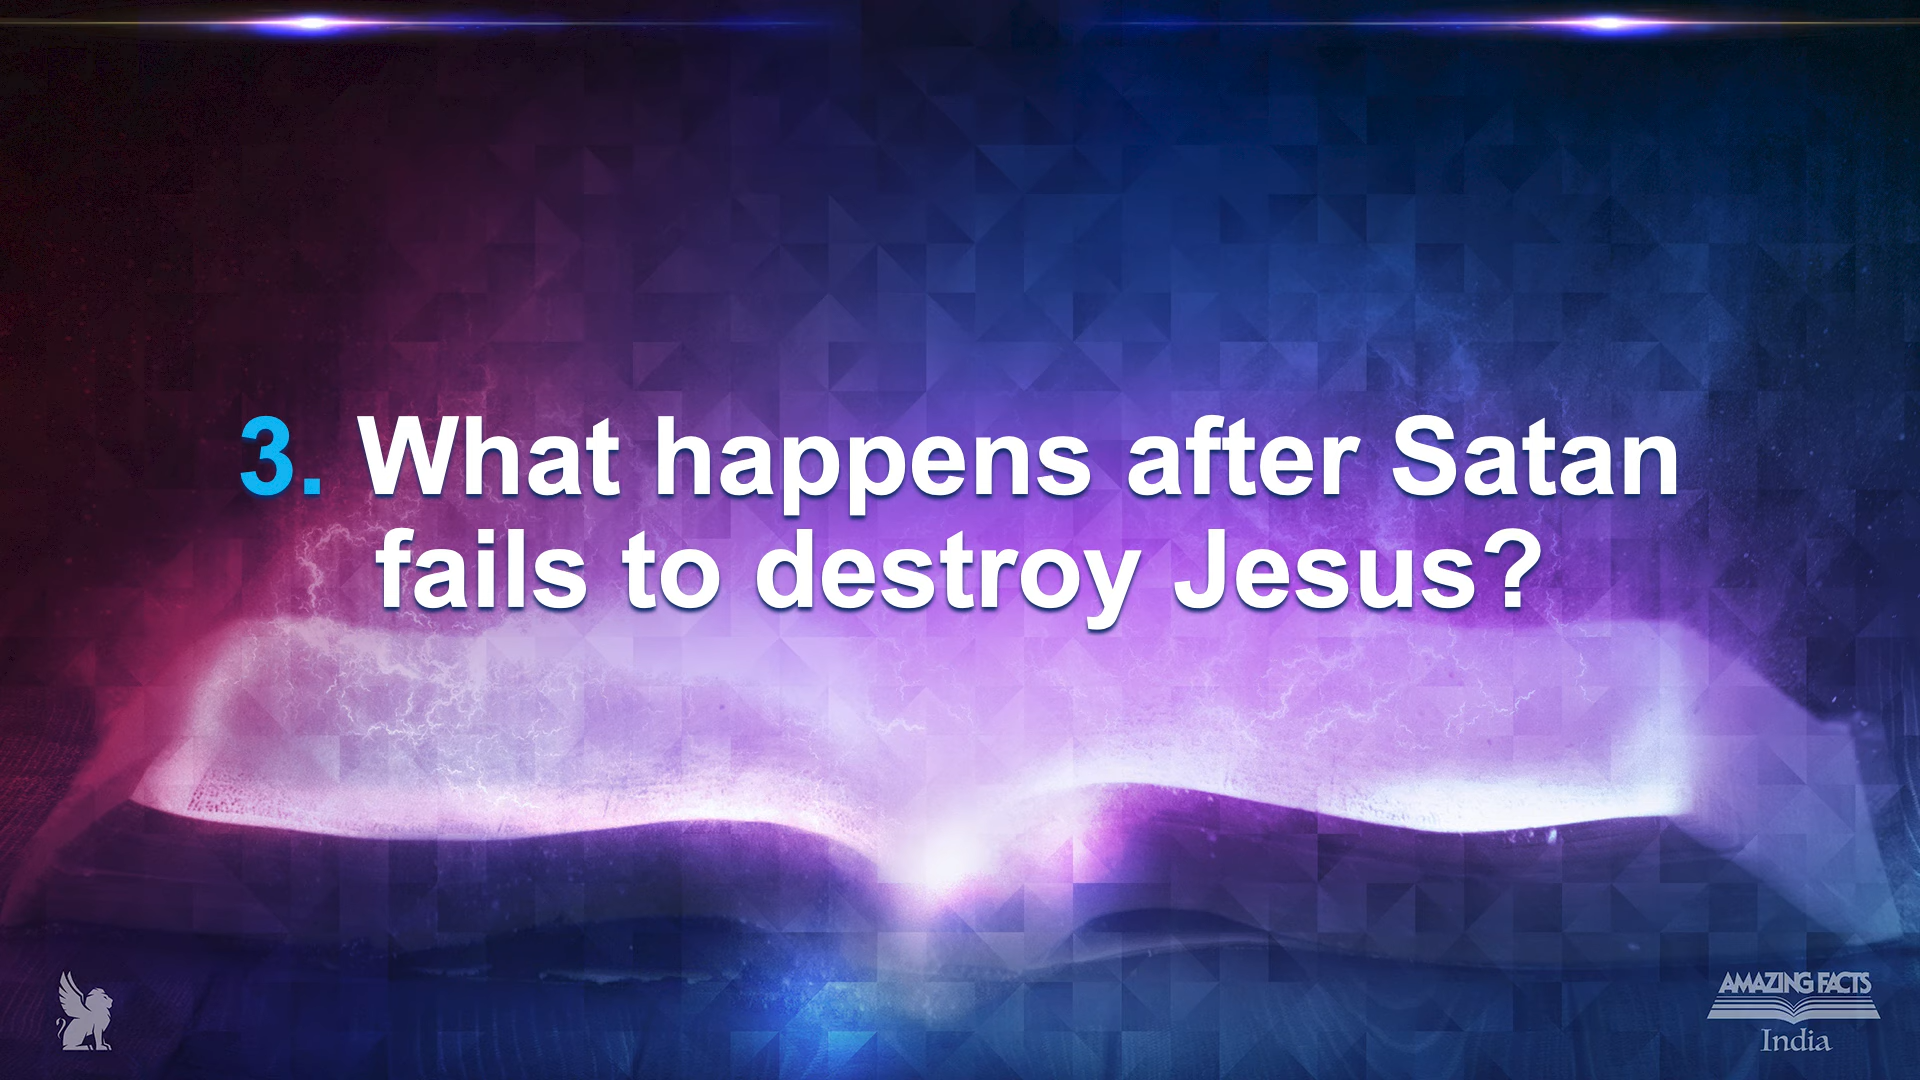 3. What happens after Satan
fails to destroy Jesus?
AMAZING FACTS
India